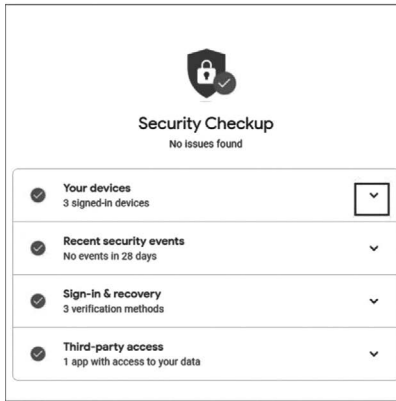 Security Checkup
No issues found
Your devices
3 signed-in devices
Recent security events
No events in 28 days
Sign-in & recovery
3 verification methods
Third-party access
1 app with access to your data